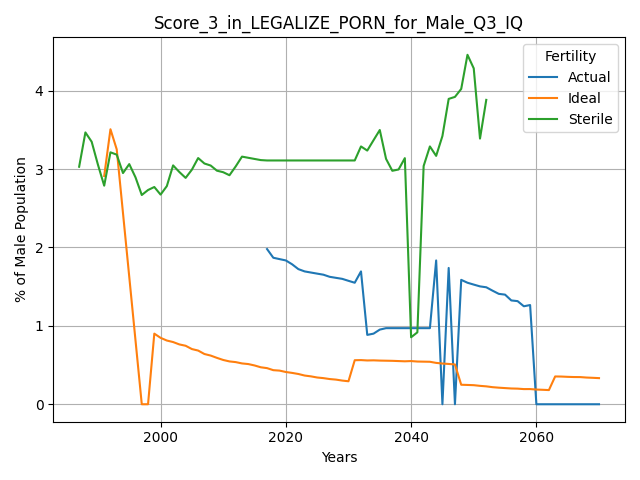 Score_3_in_LEGALIZE_PORN_for_Male_Q3_IQ
% of Male Population
4
3
2
1
0
Fertility
Actual
Ideal
Sterile
2000
2020
2040
2060
Years